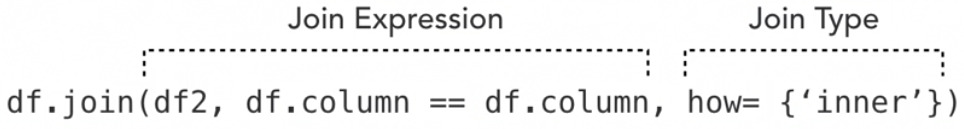 Join Expression Join Type
df.join(df2, df.column == df.column, how= {‘inner’})